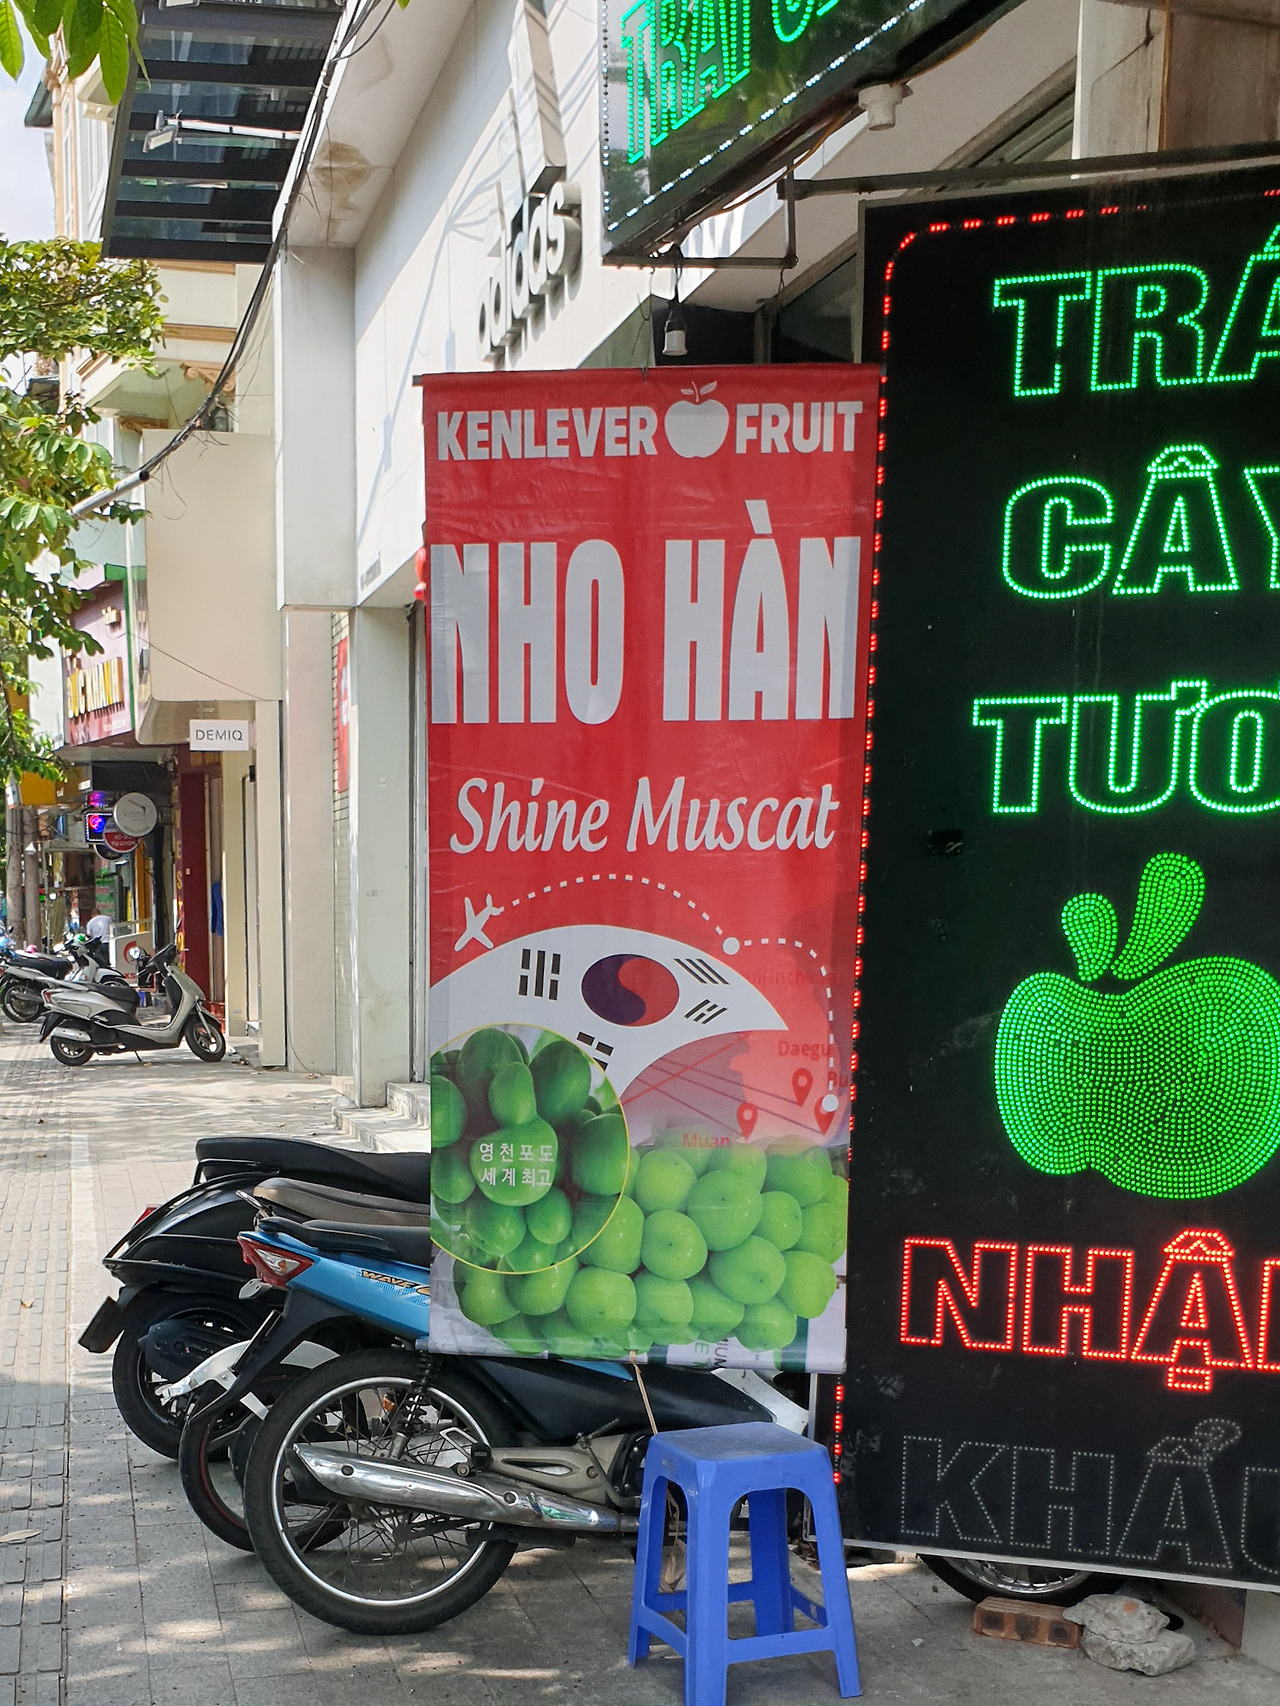 adidas
KENLEVER FRUIT
NHO HÀN
Shine Muscat
Daegu
Muan
영천포도
세계최고
TRÁ
CÂY
TƯƠ
NHẬ
KHẨ
DEMIQ
WAVE